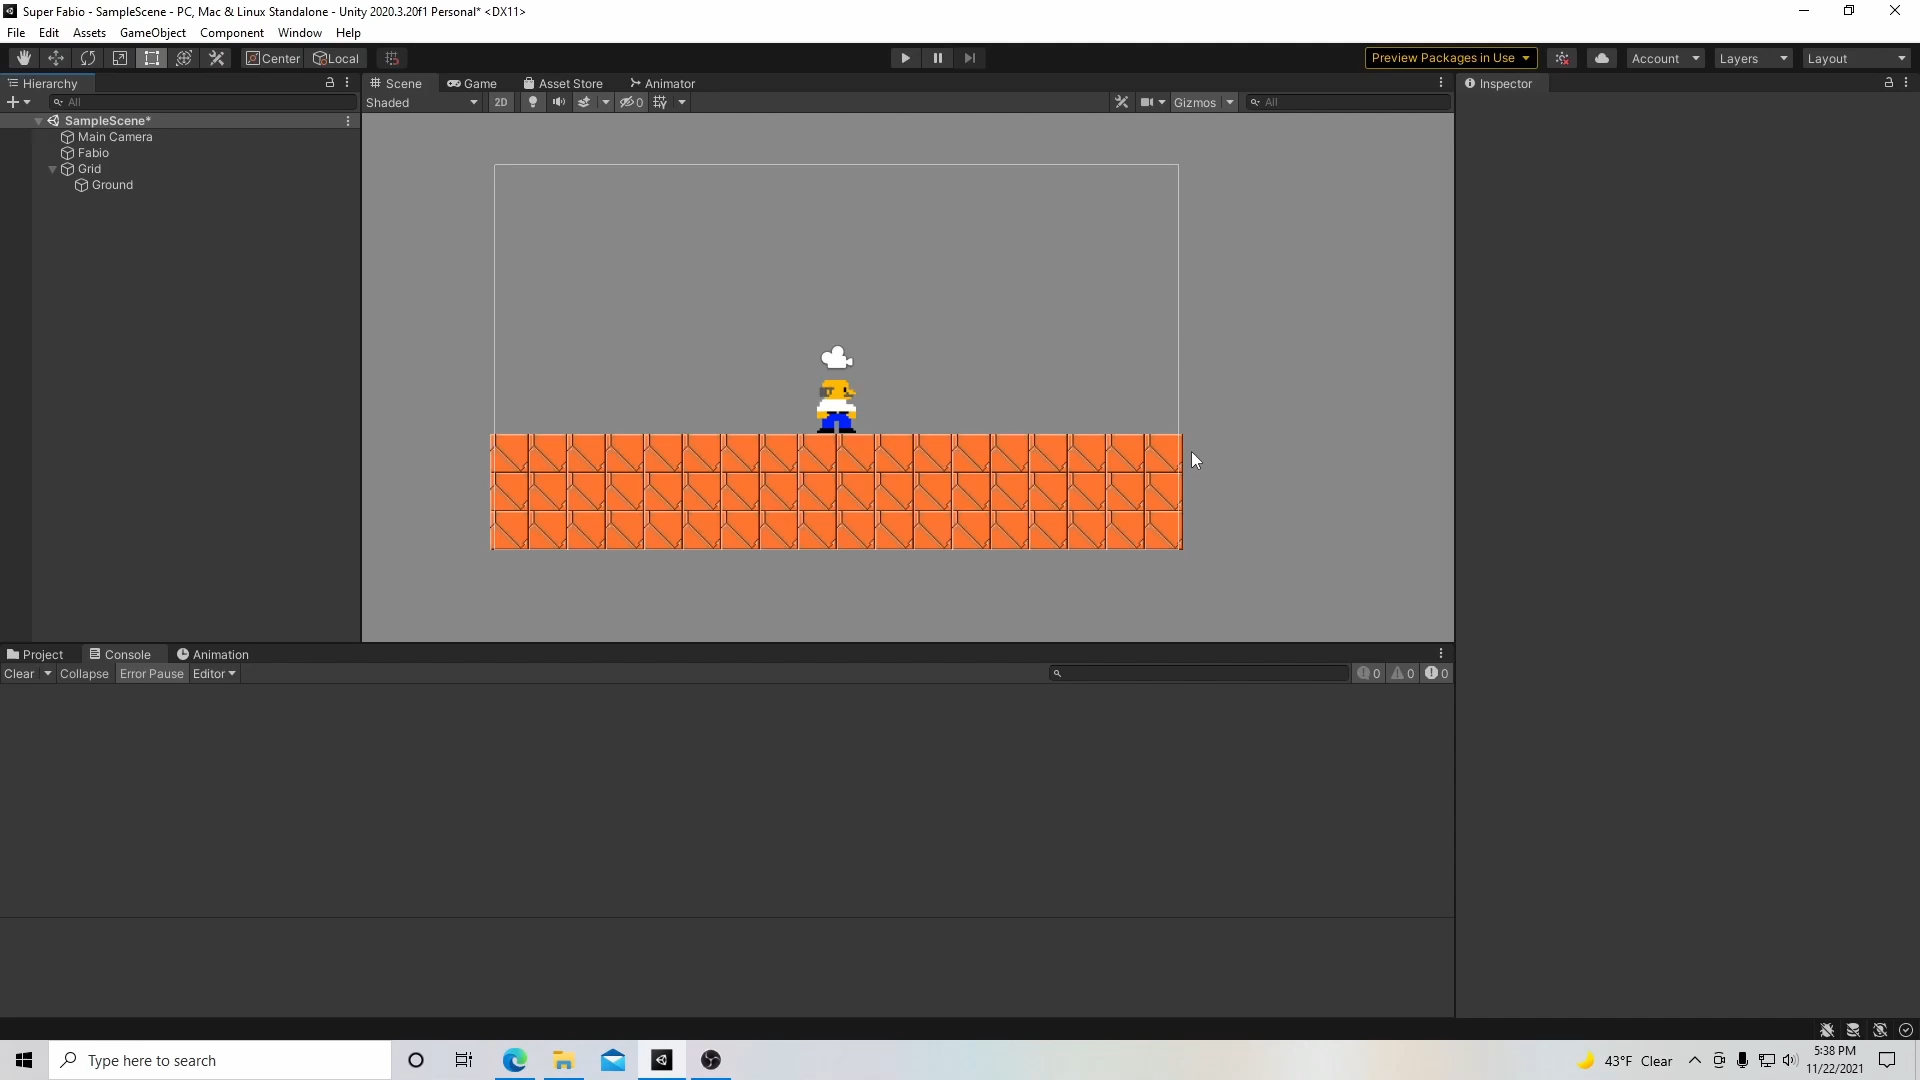 Super Fabio - SampleScene - PC, Mac & Linux Standalone - Unity 2020.3.20f1 Personal* <DX11>
File Edit Assets GameObject Component Window Help
Center Local Preview Packages in Use Account Layers Layout
Hierarchy Scene Game Asset Store Animator Inspector
All Shaded 2D 0 Gizmos All
SampleScene*
Main Camera
Fabio
Grid
Ground
Project Console Animation
Clear Collapse Error Pause Editor 0 0 0
Type here to search 43°F Clear 5:38 PM
11/22/2021